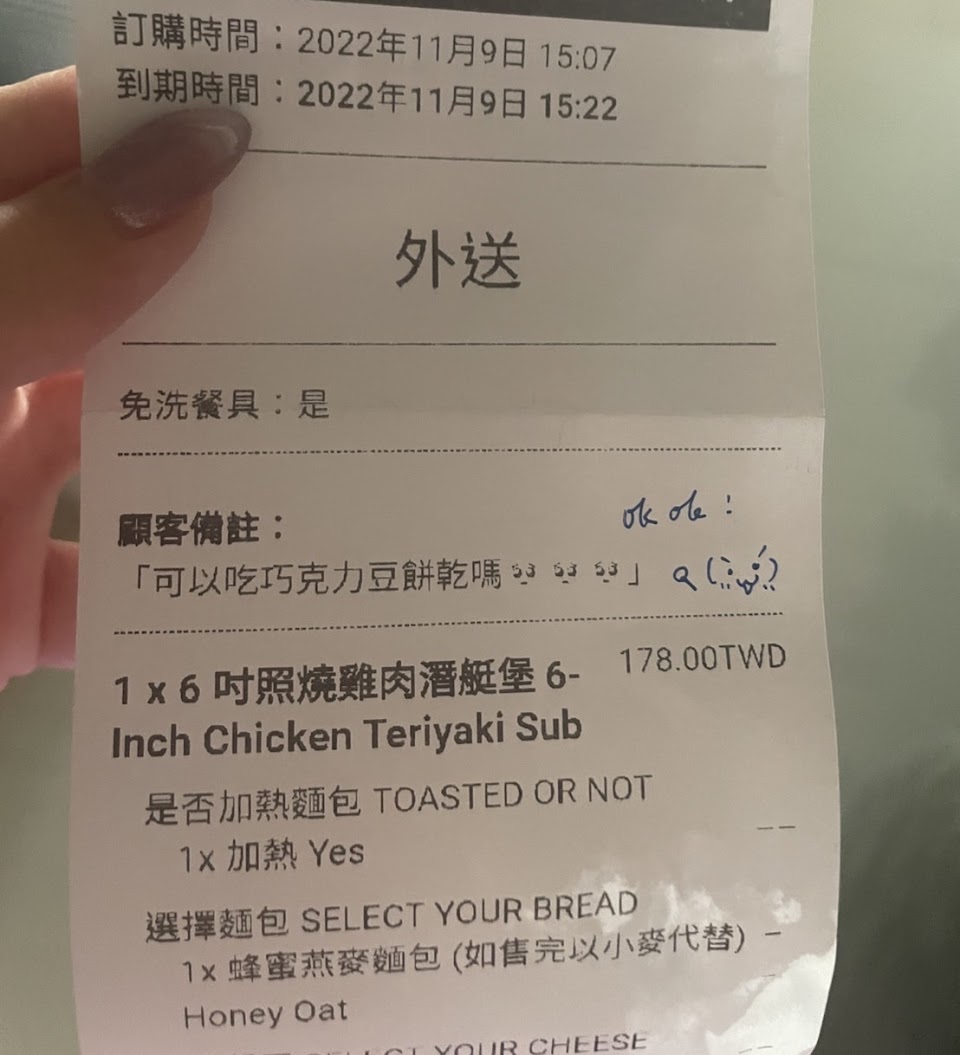 訂購時間：2022年11月9日 15:07
到期時間：2022年11月9日 15:22
外送
免洗餐具：是
ok ok !
顧客備註：
「可以吃巧克力豆餅乾嗎🥺 🥺 🥺」
178.00TWD
1 x 6 吋照燒雞肉潛艇堡 6-
Inch Chicken Teriyaki Sub
是否加熱麵包 TOASTED OR NOT
1x 加熱 Yes
--
選擇麵包 SELECT YOUR BREAD
1x 蜂蜜燕麥麵包 (如售完以小麥代替) -
Honey Oat
SELECT YOUR CHEESE
--